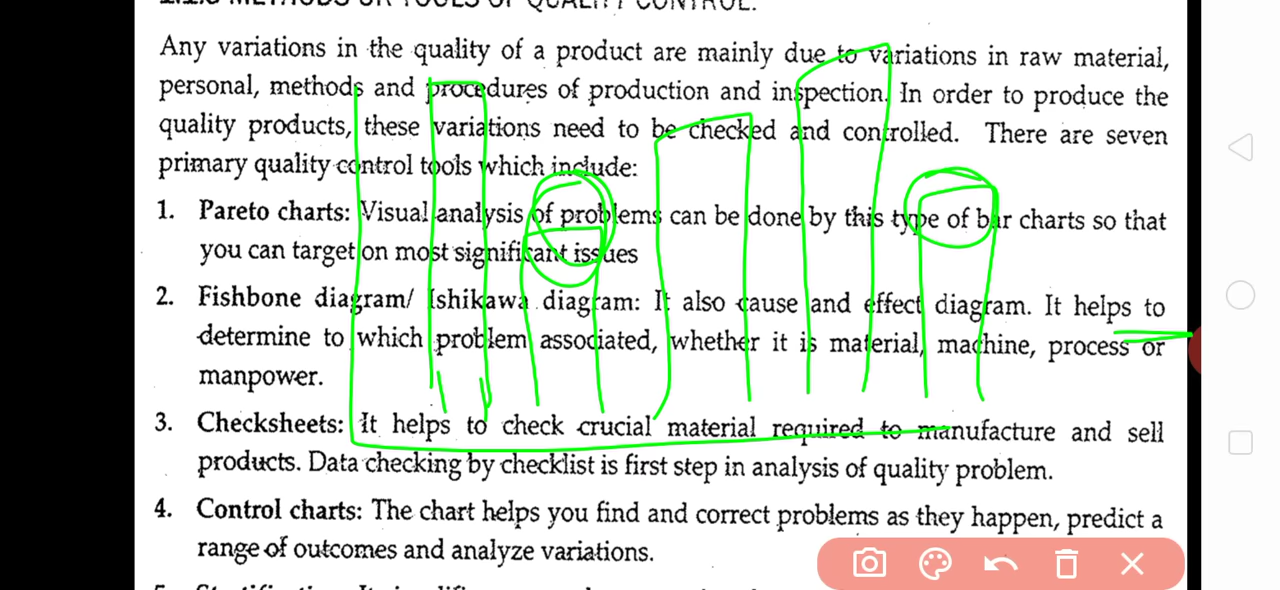 METHODS OR TOOLS OF QUALITY CONTROL:
Any variations in the quality of a product are mainly due to variations in raw material,
personal, methods and procedures of production and inspection. In order to produce the
quality products, these variations need to be checked and controlled. There are seven
primary quality control tools which include:
1. Pareto charts: Visual analysis of problems can be done by this type of bar charts so that
you can target on most significant issues
2. Fishbone diagram/ Ishikawa diagram: It also cause and effect diagram. It helps to
determine to which problem associated, whether it is material, machine, process or
manpower.
3. Checksheets: It helps to check crucial material required to manufacture and sell
products. Data checking by checklist is first step in analysis of quality problem.
4. Control charts: The chart helps you find and correct problems as they happen, predict a
range of outcomes and analyze variations.